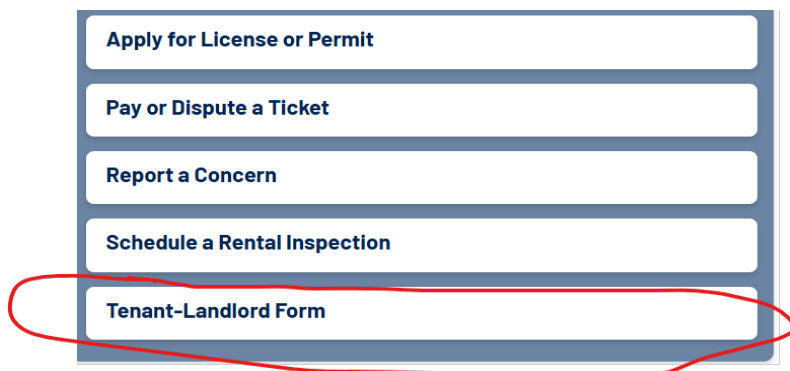 Apply for License or Permit
Pay or Dispute a Ticket
Report a Concern
Schedule a Rental Inspection
Tenant-Landlord Form